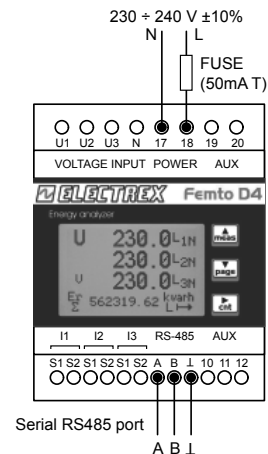 230 ÷ 240 V ±10%
N L
FUSE
(50mA T)
U1 U2 U3 N 17 18 19 20
VOLTAGE INPUT POWER AUX
ELECTREX Femto D4
Energy analyzer
U 230.0 L1N
meas
230.0 L2N
page
U 230.0 L3N
EΣ Σ 562319.62 kvarh L
cnt
I1 I2 I3 RS-485 AUX
S1 S2 S1 S2 S1 S2 A B ⊥ 10 11 12
Serial RS485 port
A B ⊥